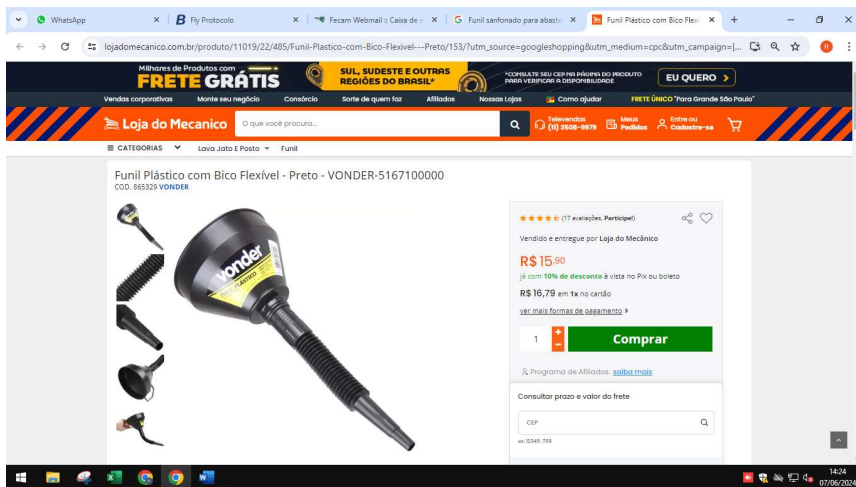 WhatsApp
Fly Protocolo
Fecam Webmail :: Caixa de e
Funil sanfonado para abaste
Funil Plástico com Bico Flexi
lojadomecanico.com.br/produto/11019/22/485/Funil-Plastico-com-Bico-Flexivel---Preto/153/?utm_source=googleshopping&utm_medium=cpc&utm_campaign=[...
Milhares de Produtos com
FRETE GRÁTIS
SUL, SUDESTE E OUTRAS
REGIÕES DO BRASIL*
*CONSULTE SEU CEP NA PÁGINA DO PRODUTO
PARA VERIFICAR A DISPONIBILIDADE
EU QUERO
Vendas corporativas Monte seu negócio Consórcio Sorte de quem faz Afiliados Nossas Lojas Como ajudar FRETE ÚNICO "Para Grande São Paulo"
Loja do Mecanico
O que você procura...
Televendas
(11) 3508-9979
Meus
Pedidos
Entre ou
Cadastre-se
CATEGORIAS Lava Jato E Posto Funil
Funil Plástico com Bico Flexível - Preto - VONDER-5167100000
COD. 865329 VONDER
vonder
(17 avaliações, Participe!)
Vendido e entregue por Loja do Mecânico
R$ 15,90
já com 10% de desconto à vista no Pix ou boleto
R$ 16,79 em 1x no cartão
ver mais formas de pagamento >
1 + - Comprar
Programa de Afiliados. saiba mais
Consultar prazo e valor do frete
CEP
ex: 12345-789
14:24
07/06/2024